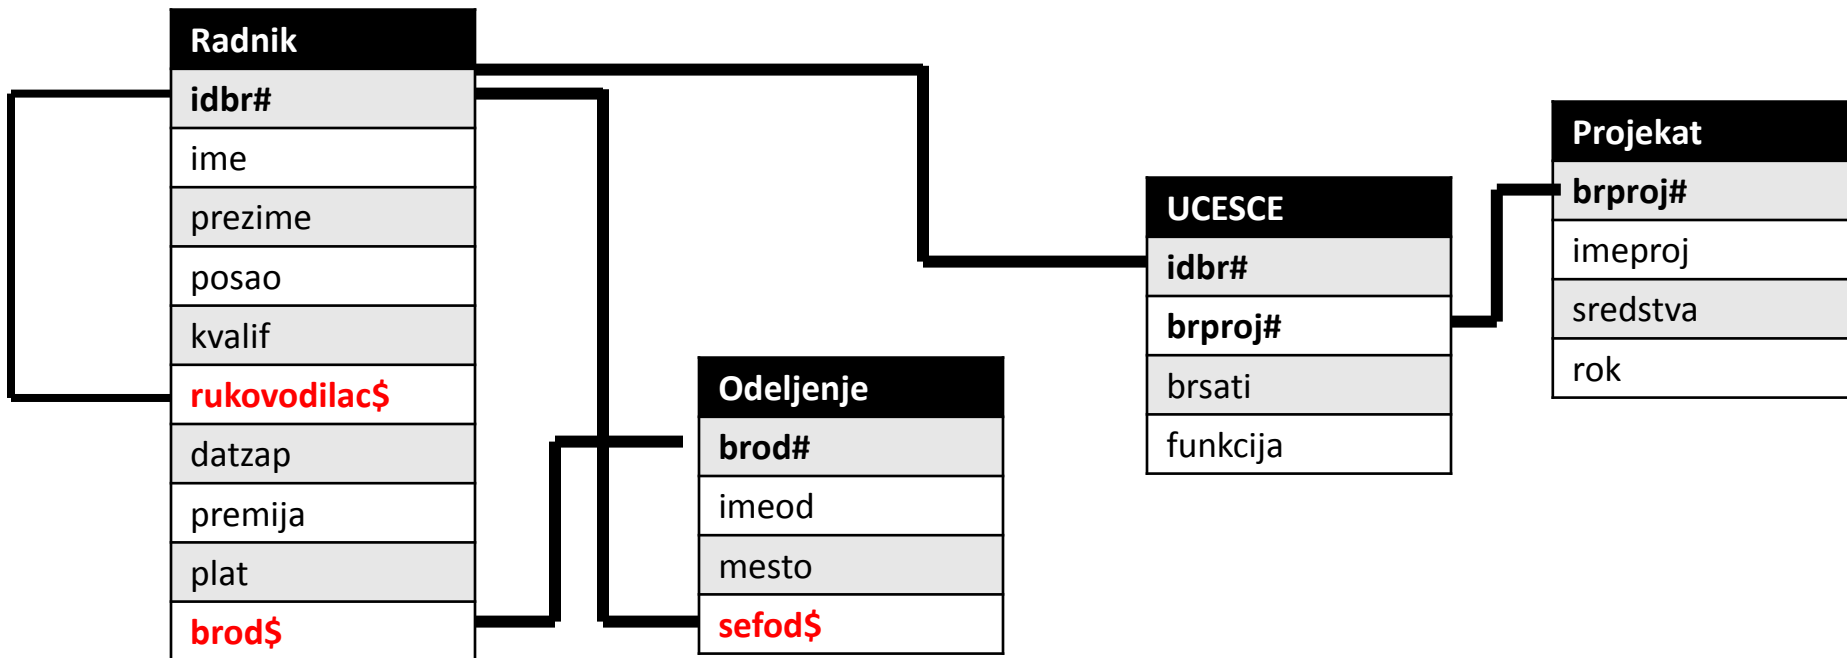 Radnik
idbr#
ime
prezime
posao
kvalif
rukovodilac$
datzap
premija
plat
brod$
Odeljenje
brod#
imeod
mesto
sefod$
UCESCE
idbr#
brproj#
brsati
funkcija
Projekat
brproj#
imeproj
sredstva
rok